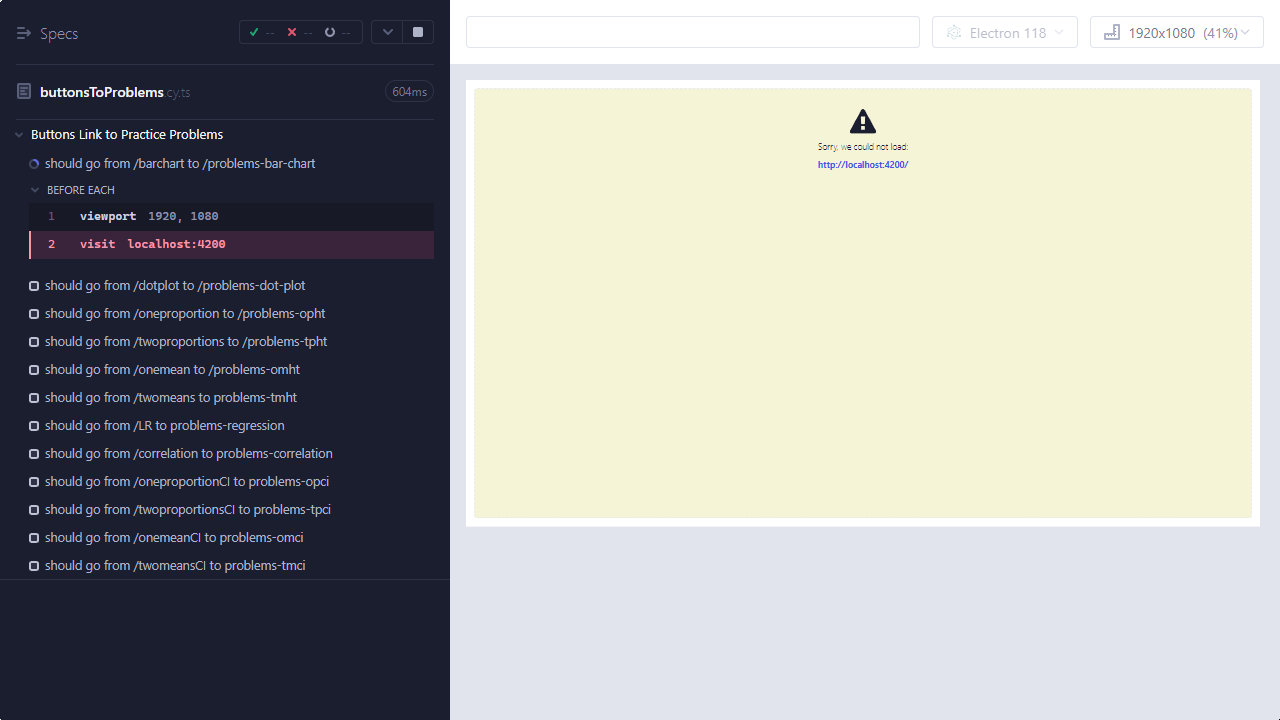 Specs
-- -- --
buttonsToProblems.cy.ts
604ms
Buttons Link to Practice Problems
should go from /barchart to /problems-bar-chart
BEFORE EACH
1 viewport 1920, 1080
2 visit localhost:4200
should go from /dotplot to /problems-dot-plot
should go from /oneproportion to /problems-opht
should go from /twoproportions to /problems-tpht
should go from /onemean to /problems-omht
should go from /twomeans to problems-tmht
should go from /LR to problems-regression
should go from /correlation to problems-correlation
should go from /oneproportionCI to problems-opci
should go from /twoproportionsCI to problems-tpci
should go from /onemeanCI to problems-omci
should go from /twomeansCI to problems-tmci
Electron 118
1920x1080 (41%)
Sorry, we could not load:
http://localhost:4200/